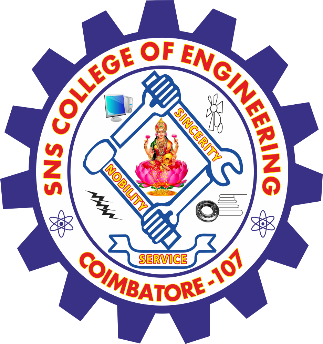 SNS COLLEGE OF ENGINEERING
SINCERITY
NOBILITY
SERVICE
COIMBATORE-107